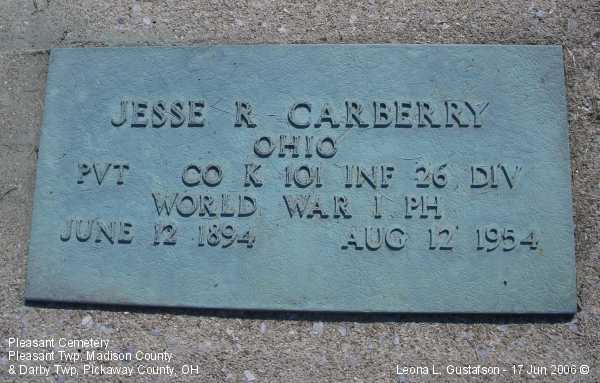 JESSE R CARBERRY
OHIO
PVT CO K 101 INF 26 DIV
WORLD WAR I PH
JUNE 12 1894 AUG 12 1954
Pleasant Cemetery
Pleasant Twp, Madison County
& Darby Twp, Pickaway County, OH
Leona L. Gustafson - 17 Jun 2006 ©